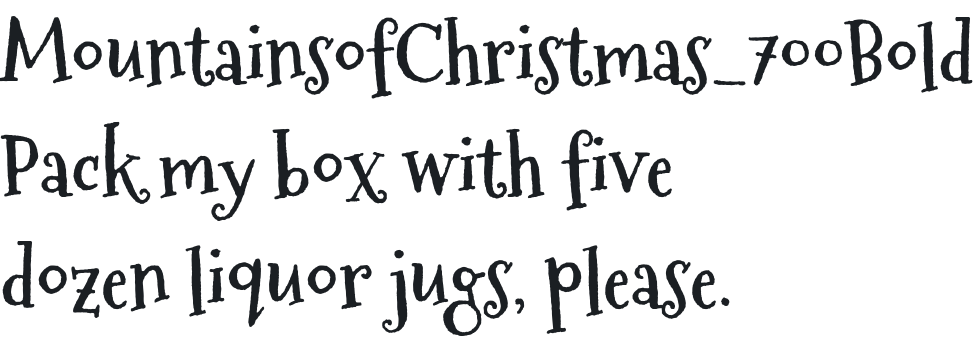 MountainsofChristmas_700Bold
Pack my box with five
dozen liquor jugs, please.